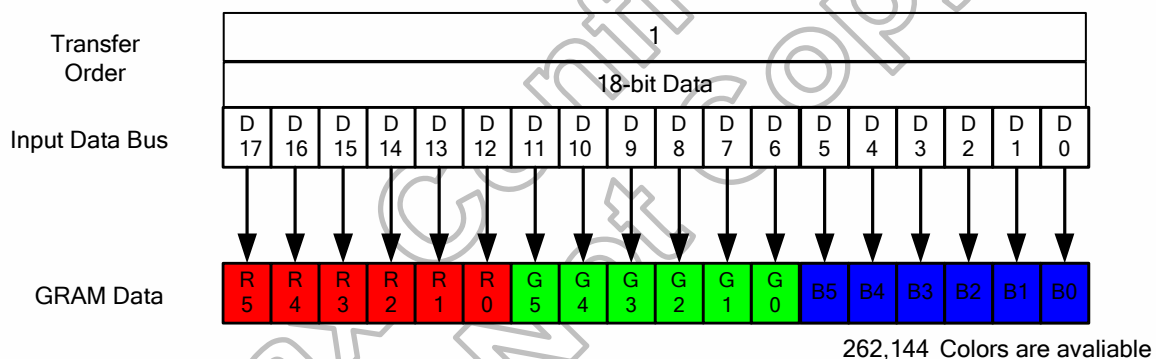 Transfer
Order
1
18-bit Data
Input Data Bus
D D D D D D D D D D D D D D D D D D
17 16 15 14 13 12 11 10 9 8 7 6 5 4 3 2 1 0
GRAM Data
R R R R R R G G G G G G B5 B4 B3 B2 B1 B0
5 4 3 2 1 0 5 4 3 2 1 0
262,144 Colors are avaliable